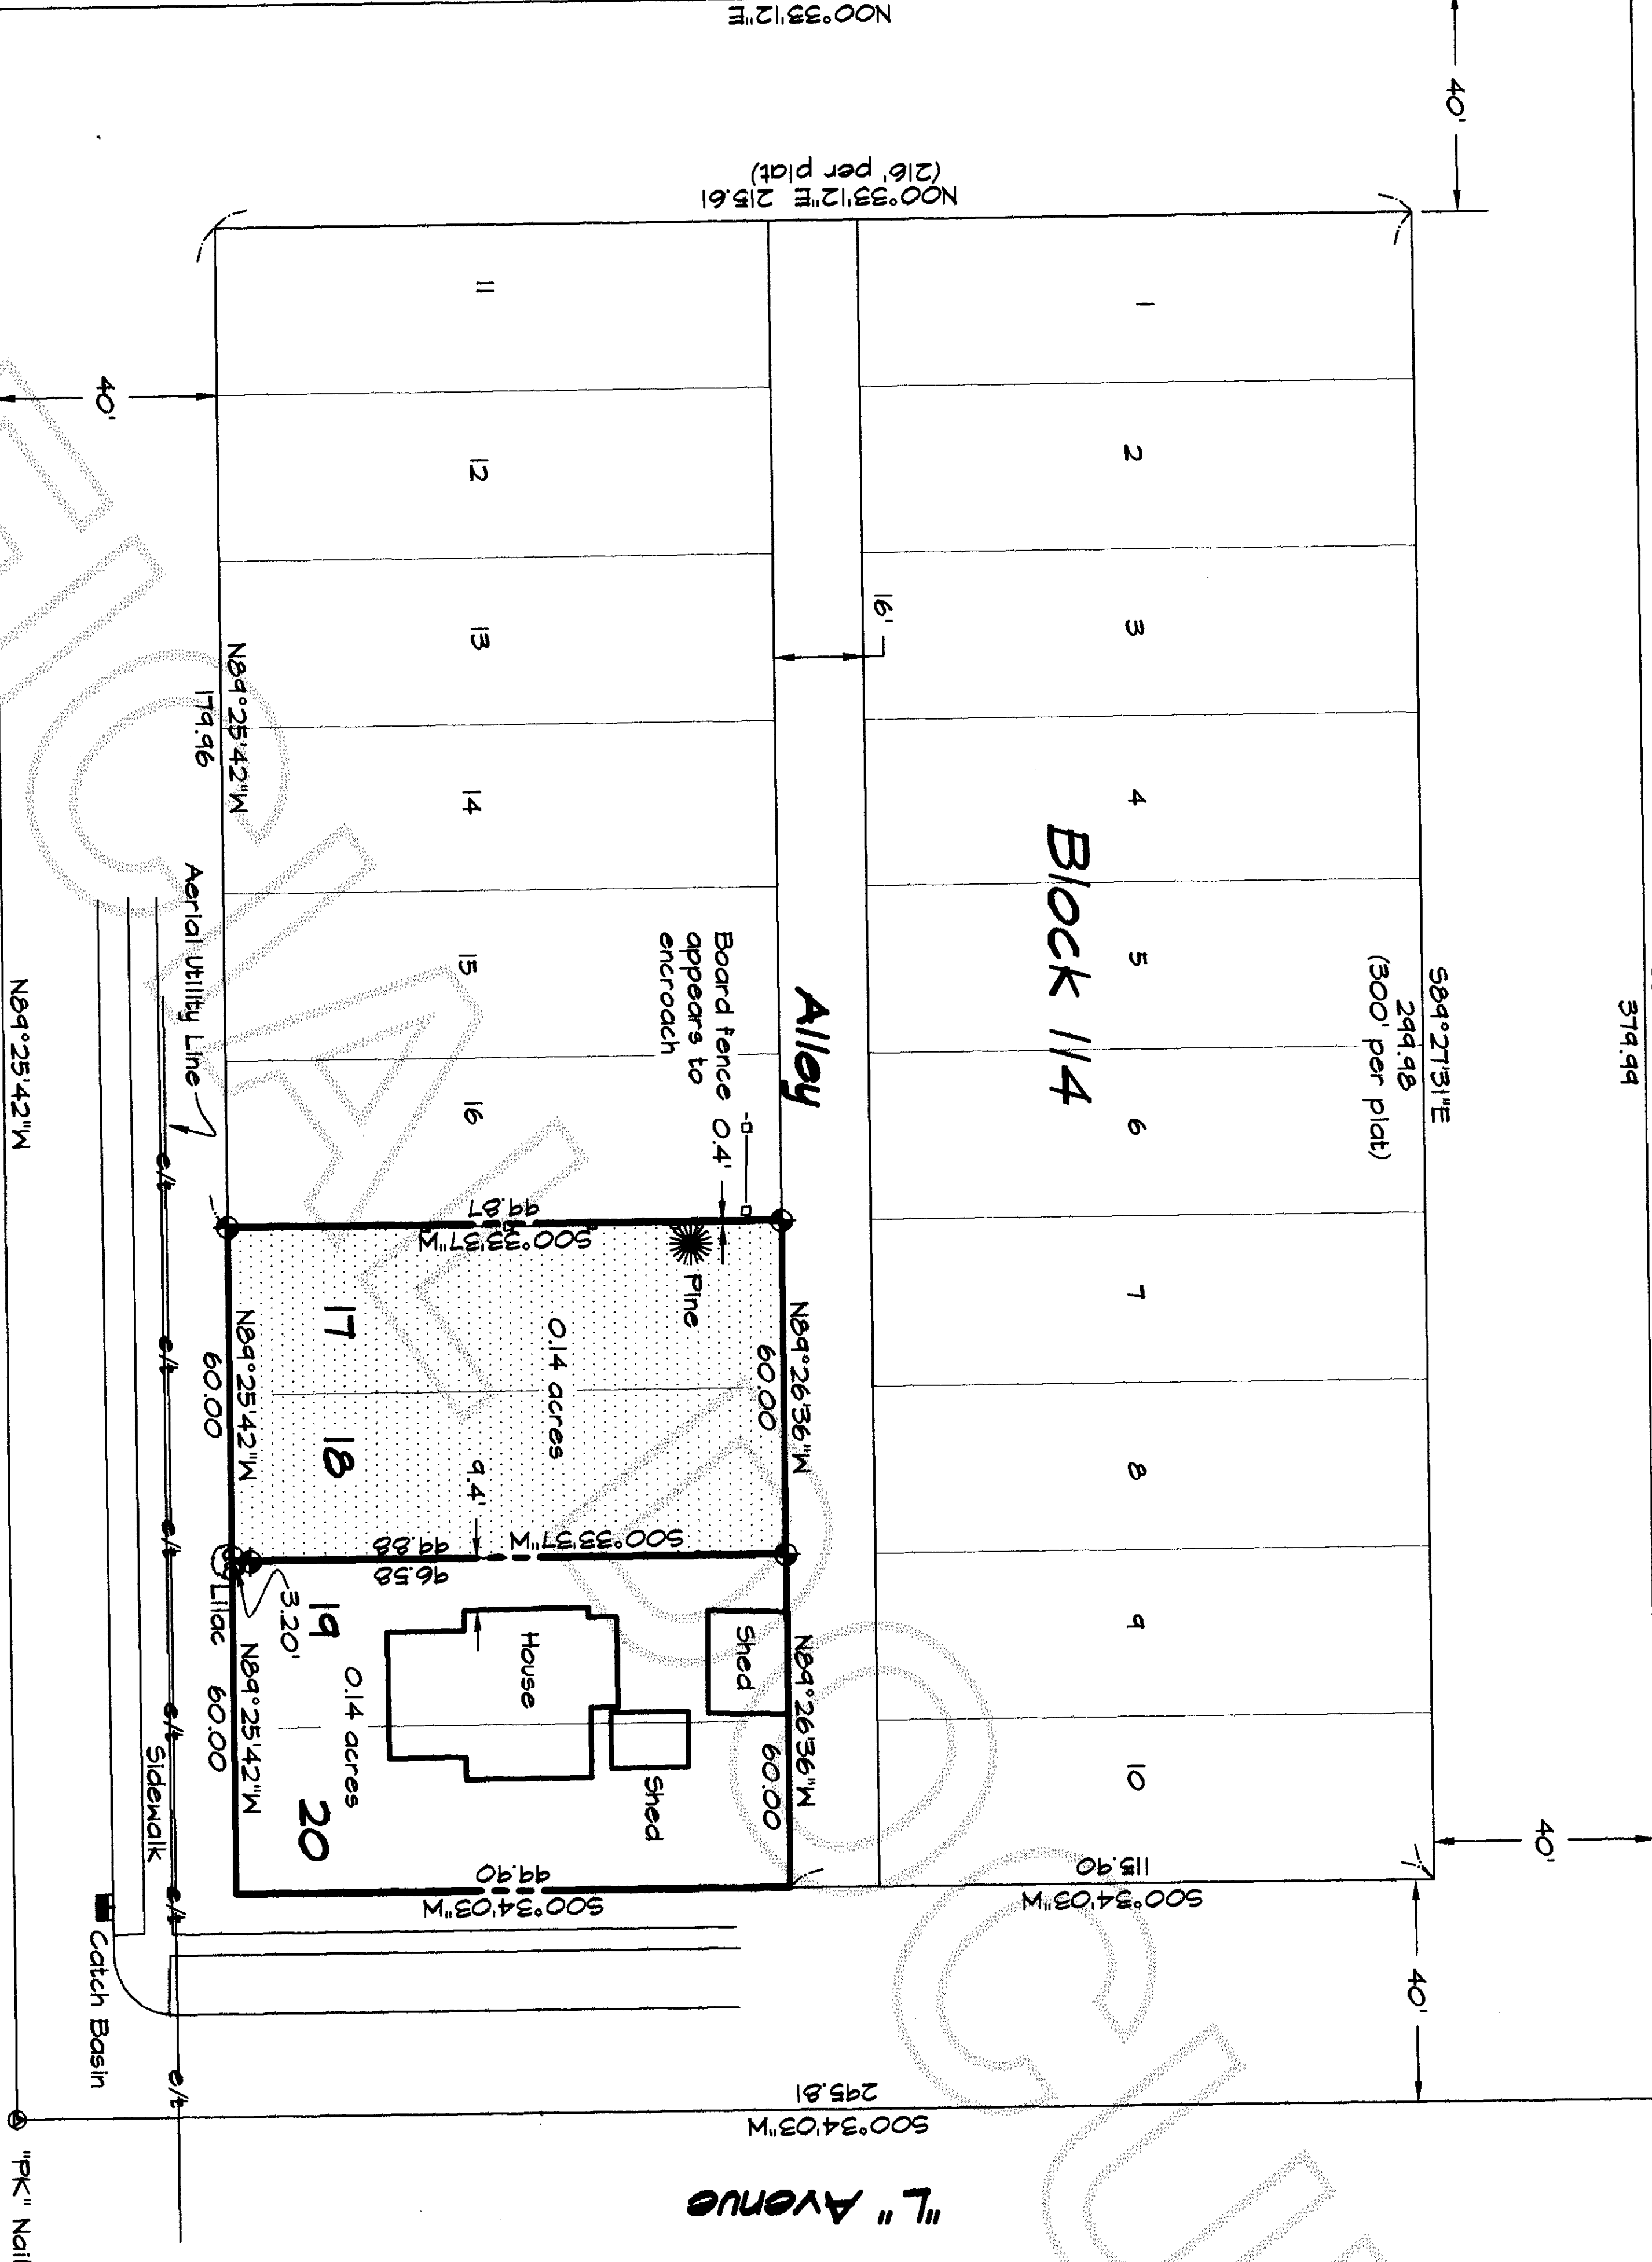 379.99
40'
S89°27'31"E
299.98
(300' per plat)
40'
40'
1
2
3
4
5
6
7
8
9
10
Block 114
N00°33'12"E
N00°33'12"E 215.61
(216' per plat)
S00°34'03"W
115.90
16'
Alley
N89°26'36"W
60.00
N89°26'36"W
60.00
Board fence 0.4'
appears to
encroach
Pine
Shed
Shed
House
11
12
13
14
15
16
99.87
S00°33'37"W
0.14 acres
9.4'
S00°33'37"W
99.88
96.58
S00°34'03"W
99.90
17
18
19
20
0.14 acres
3.20'
N89°25'42"W
179.96
N89°25'42"W
60.00
N89°25'42"W
60.00
Lilac
Aerial Utility Line
e/t
e/t
e/t
e/t
e/t
e/t
e/t
Sidewalk
40'
Catch Basin
N89°25'42"W
295.81
S00°34'03"W
"L" Avenue
"PK" Nail
CIAL DOCU